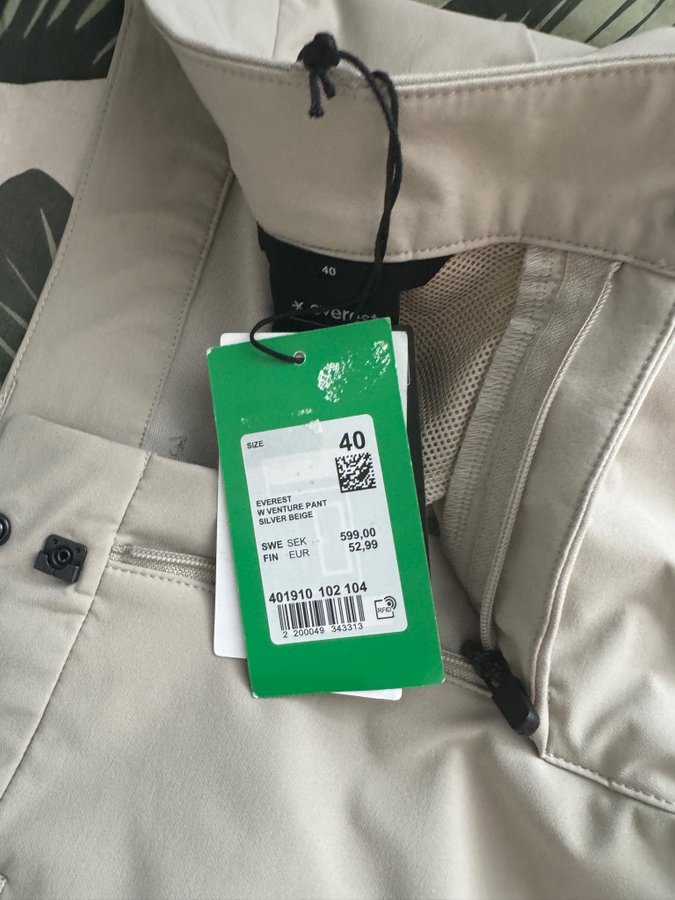 40
everest
SIZE
40
EVEREST
W VENTURE PANT
SILVER BEIGE
SWE SEK 599,00
FIN EUR 52,99
401910 102 104
RFID
2 200049 343313